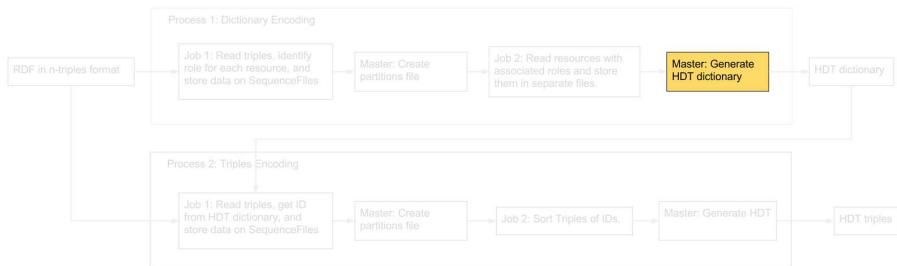 Process 1: Dictionary Encoding
RDF in n-triples format
Job 1: Read triples, identify
role for each resource, and
store data on SequenceFiles
Master: Create
partitions file
Job 2: Read resources with
associated roles and store
them in separate files.
Master: Generate
HDT dictionary
HDT dictionary
Process 2: Triples Encoding
Job 1: Read triples, get ID
from HDT dictionary, and
store data on SequenceFiles
Master: Create
partitions file
Job 2: Sort Triples of IDs.
Master: Generate HDT
HDT triples